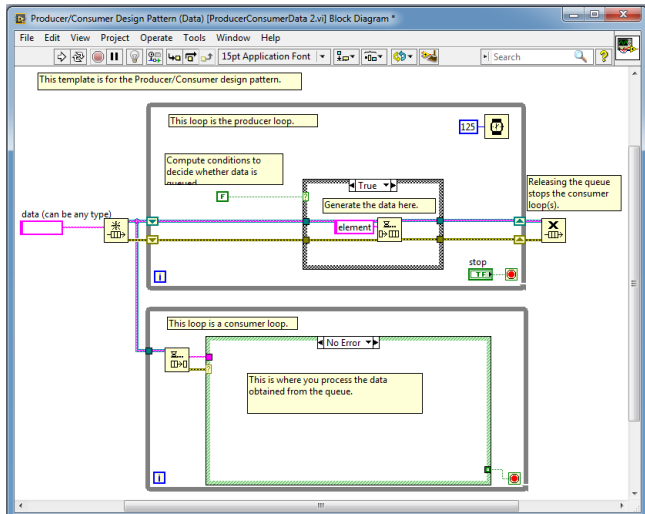 Producer/Consumer Design Pattern (Data) [ProducerConsumerData 2.vi] Block Diagram *
File Edit View Project Operate Tools Window Help
15pt Application Font
Search
This template is for the Producer/Consumer design pattern.
This loop is the producer loop.
125
Compute conditions to
decide whether data is
queued.
True
Releasing the queue
stops the consumer
loop(s).
F
Generate the data here.
data (can be any type)
element
stop
TF
i
This loop is a consumer loop.
No Error
This is where you process the data
obtained from the queue.
i